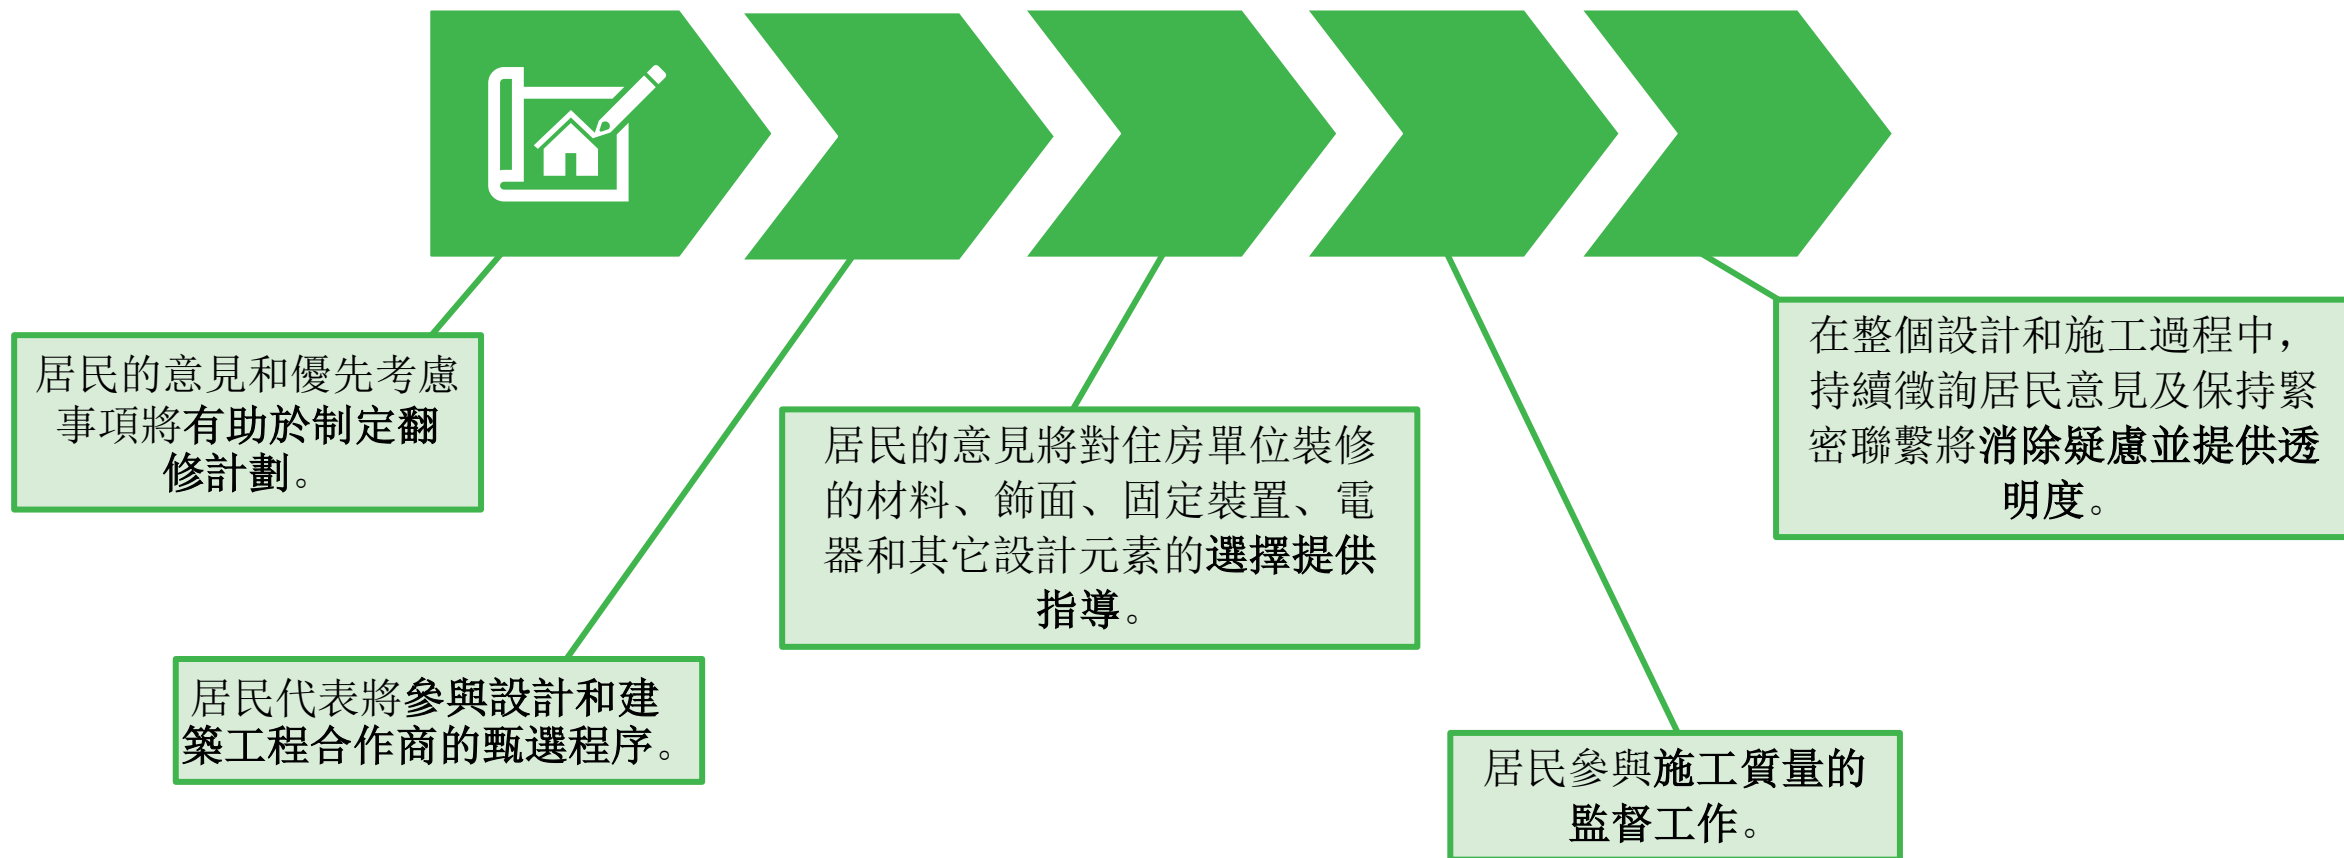 居民的意見和優先考慮
事項將有助於制定翻
修計劃。
居民代表將參與設計和建
築工程合作商的甄選程序。
居民的意見將對住房單位裝修
的材料、飾面、固定裝置、電
器和其它設計元素的選擇提供
指導。
居民參與施工質量的
監督工作。
在整個設計和施工過程中，
持續徵詢居民意見及保持緊
密聯繫將消除疑慮並提供透
明度。